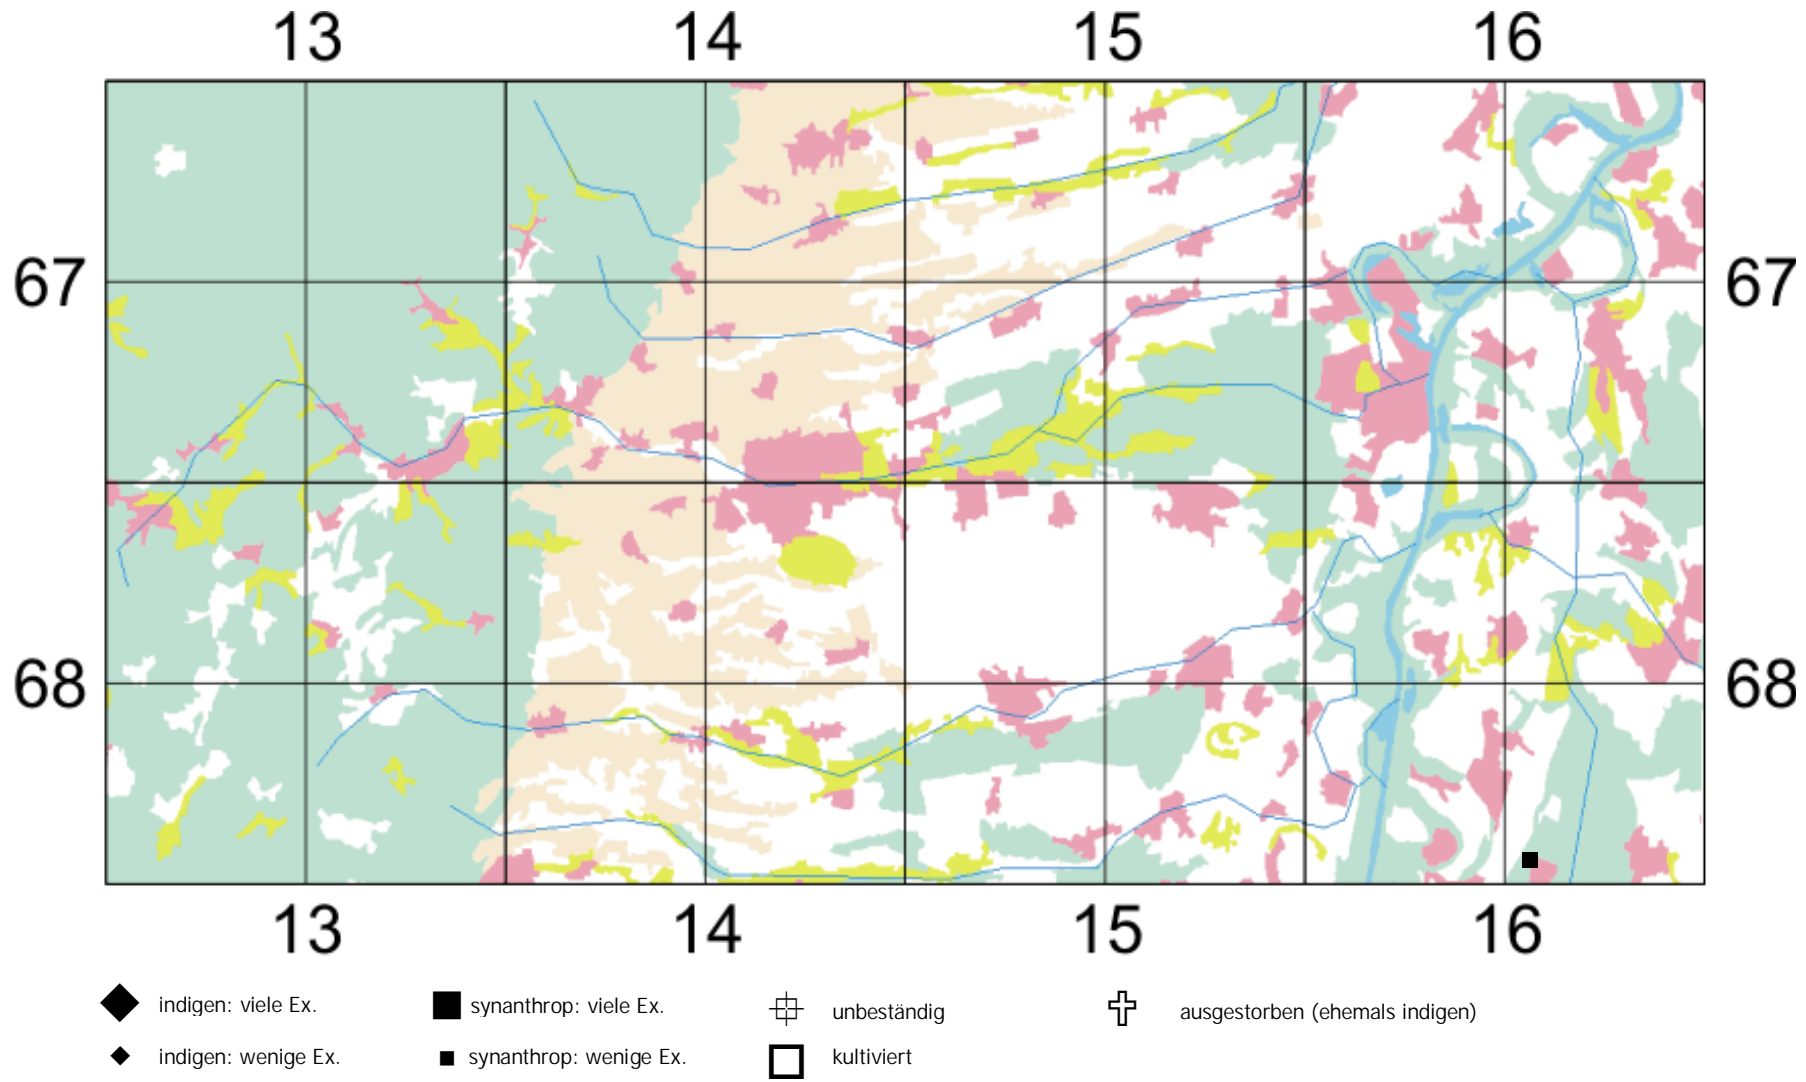 13 14 15 16
67 67
68 68
13 14 15 16
indigen: viele Ex. synanthrop: viele Ex. unbeständig ausgestorben (ehemals indigen)
indigen: wenige Ex. synanthrop: wenige Ex. kultiviert